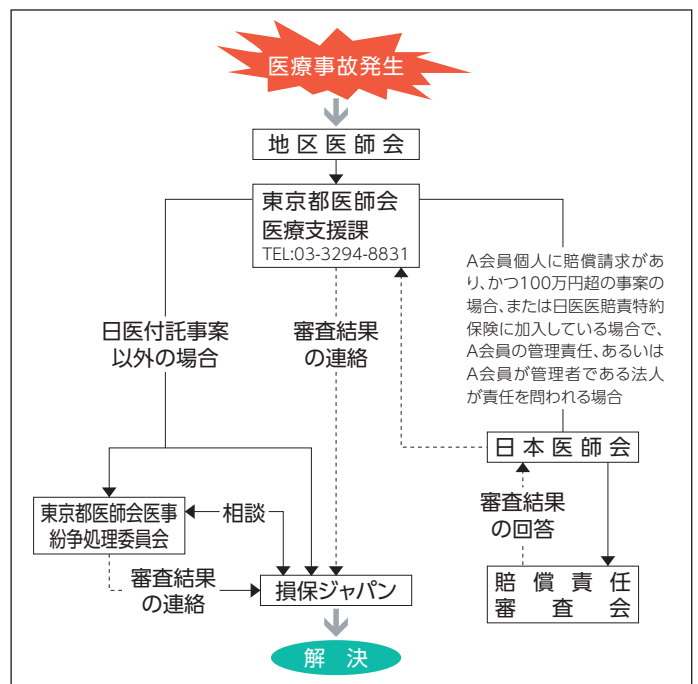 医療事故発生
地区医師会
東京都医師会
医療支援課
TEL:03-3294-8831
A会員個人に賠償請求があ
り、かつ100万円超の事案の
場合、または日医医賠責特約
保険に加入している場合で、
A会員の管理責任、あるいは
A会員が管理者である法人
が責任を問われる場合
日医付託事案
以外の場合
審査結果
の連絡
日本医師会
審査結果
の回答
東京都医師会医事
紛争処理委員会
相談
審査結果
の連絡
損保ジャパン
賠償責任
審査会
解決